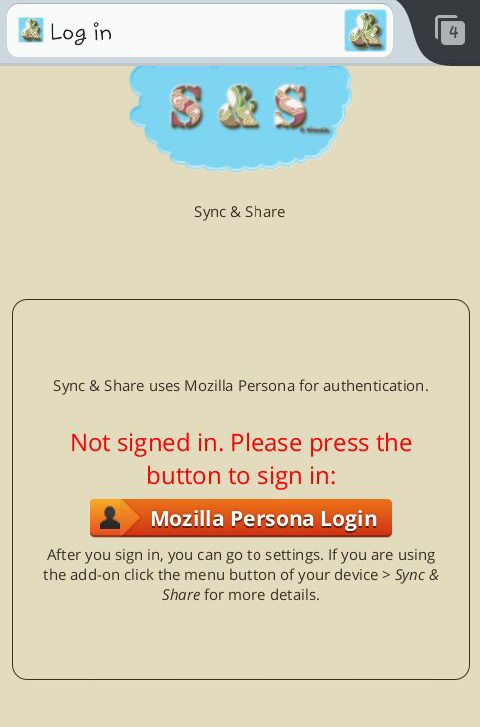 Log in
4
S & S
Sync & Share
Sync & Share uses Mozilla Persona for authentication.
Not signed in. Please press the
button to sign in:
Mozilla Persona Login
After you sign in, you can go to settings. If you are using
the add-on click the menu button of your device > Sync &
Share for more details.